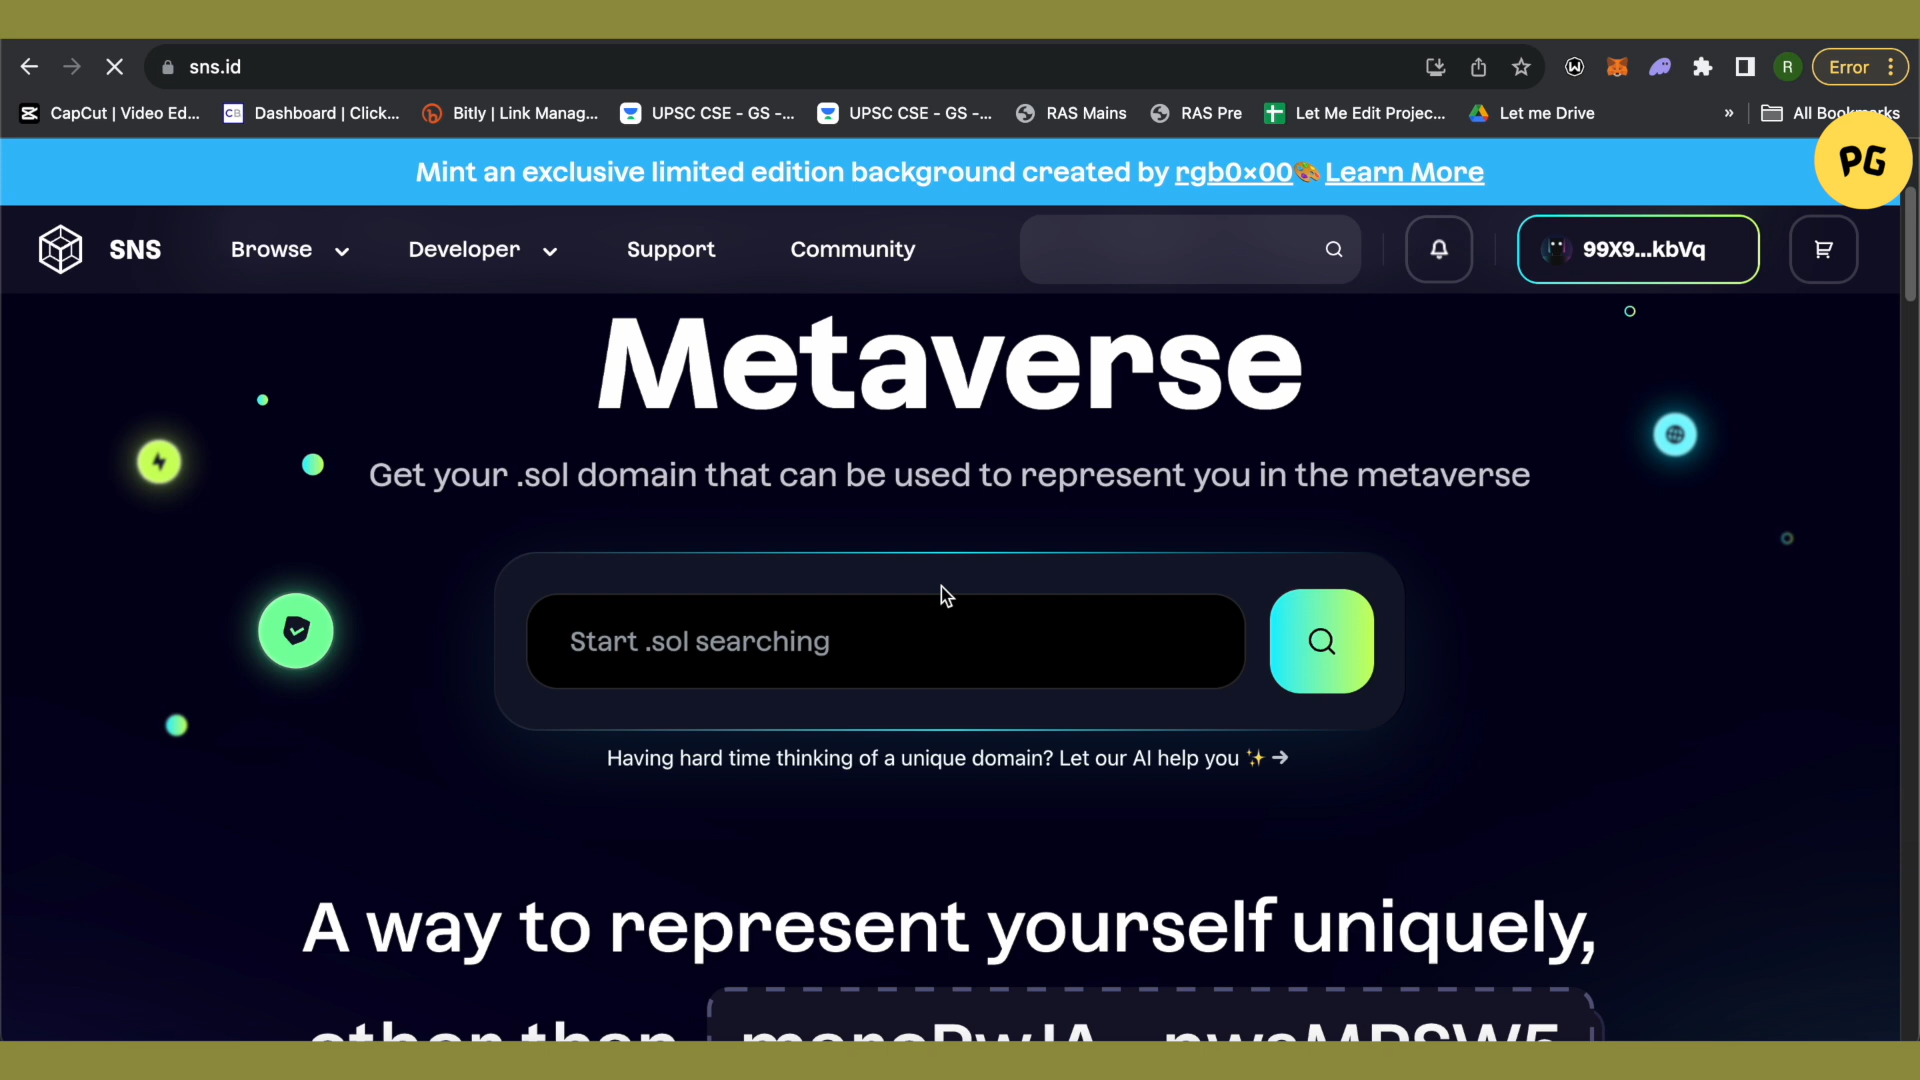 sns.id
R
Error
CapCut | Video Ed...
CB
Dashboard | Click...
Bitly | Link Manag...
UPSC CSE - GS -...
UPSC CSE - GS -...
RAS Mains
RAS Pre
Let Me Edit Projec...
Let me Drive
»
All Bookmarks
PG
Mint an exclusive limited edition background created by rgb0x00🎨 Learn More
SNS
Browse
Developer
Support
Community
99X9...kbVq
Metaverse
Get your .sol domain that can be used to represent you in the metaverse
Start .sol searching
Having hard time thinking of a unique domain? Let our AI help you ✨ →
A way to represent yourself uniquely,
other than